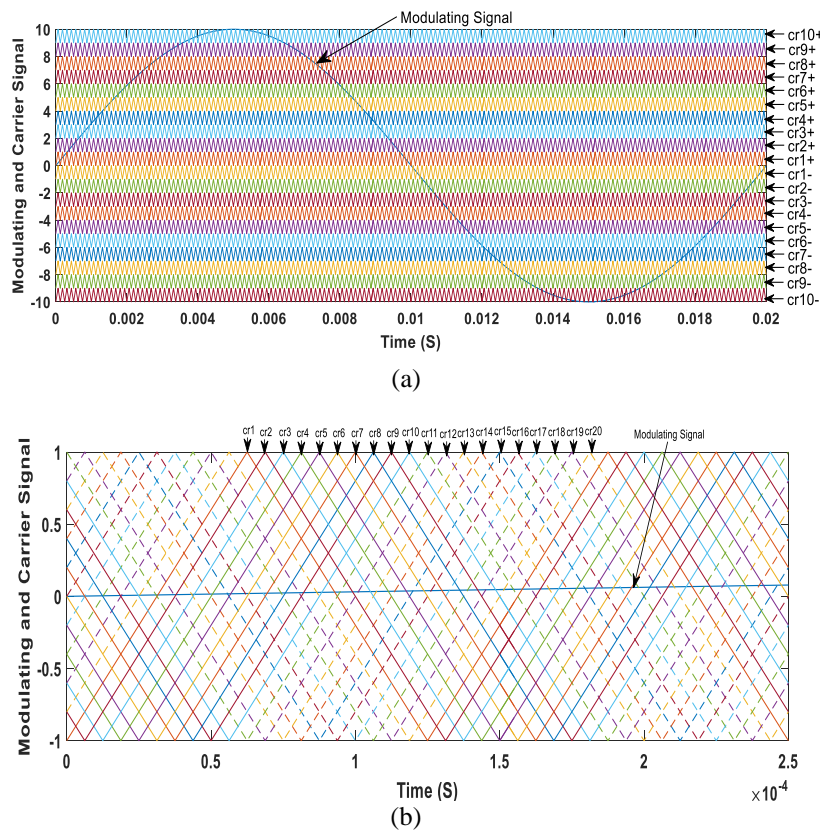 Modulating Signal
Modulating and Carrier Signal
10
8
6
4
2
0
-2
-4
-6
-8
-10
cr10+
cr9+
cr8+
cr7+
cr6+
cr5+
cr4+
cr3+
cr2+
cr1+
cr1-
cr2-
cr3-
cr4-
cr5-
cr6-
cr7-
cr8-
cr9-
cr10-
0 0.002 0.004 0.006 0.008 0.01 0.012 0.014 0.016 0.018 0.02
Time (S)
(a)
cr1 cr2 cr3 cr4 cr5 cr6 cr7 cr8 cr9 cr10 cr11 cr12 cr13 cr14 cr15 cr16 cr17 cr18 cr19 cr20
Modulating Signal
Modulating and Carrier Signal
1
0.5
0
-0.5
-1
0 0.5 1 1.5 2 2.5
Time (S)
×10-4
(b)